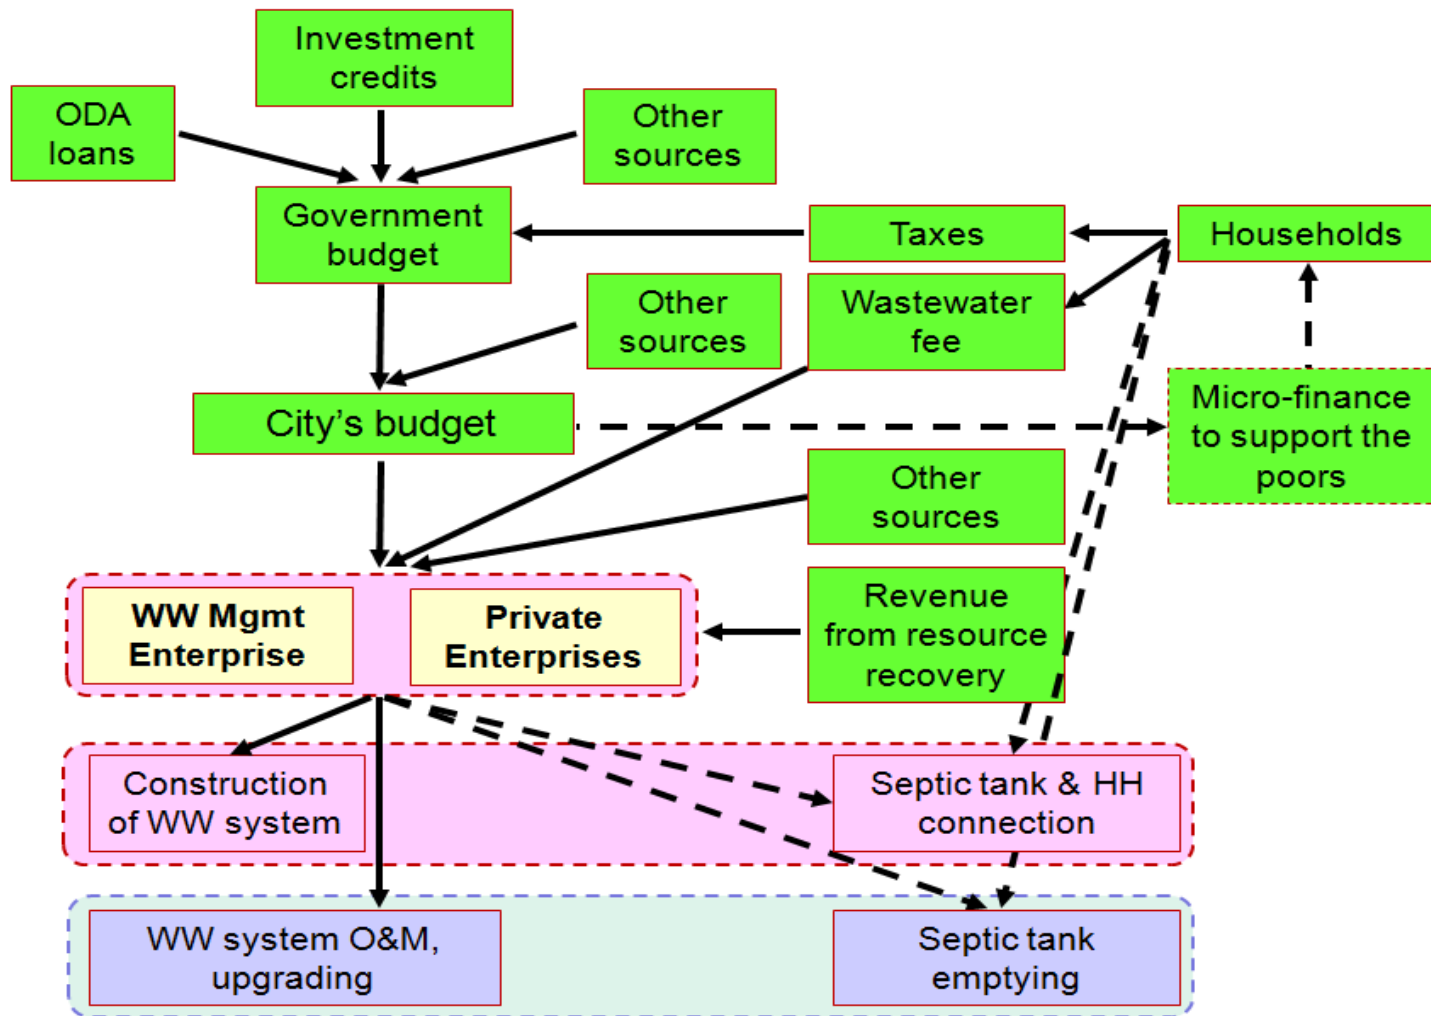 Investment
credits
ODA
loans
Other
sources
Government
budget
Taxes
Households
Other
sources
Wastewater
fee
City’s budget
Micro-finance
to support the
poors
Other
sources
WW Mgmt
Enterprise
Private
Enterprises
Revenue
from resource
recovery
Construction
of WW system
Septic tank & HH
connection
WW system O&M,
upgrading
Septic tank
emptying